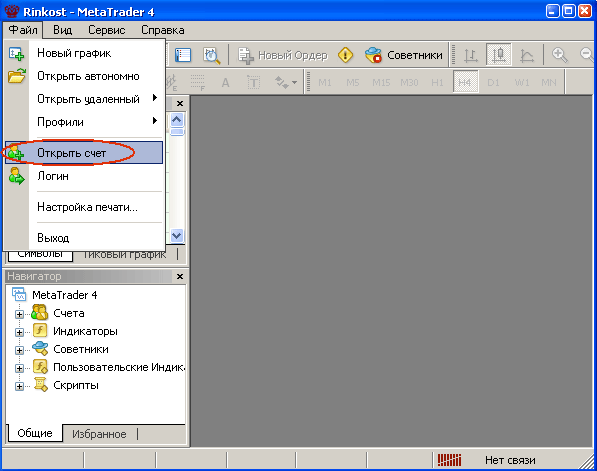 Rinkost - MetaTrader 4
Файл Вид Сервис Справка
Новый Ордер Советники
A T M1 M5 M15 M30 H1 H4 D1 W1 MN
Новый график
Открыть автономно
Открыть удаленный
Профили
Открыть счет
Логин
Настройка печати...
Выход
Символы Тиковый график
Навигатор
MetaTrader 4
Счета
Индикаторы
Советники
Пользовательские Индик
Скрипты
Общие Избранное
Нет связи